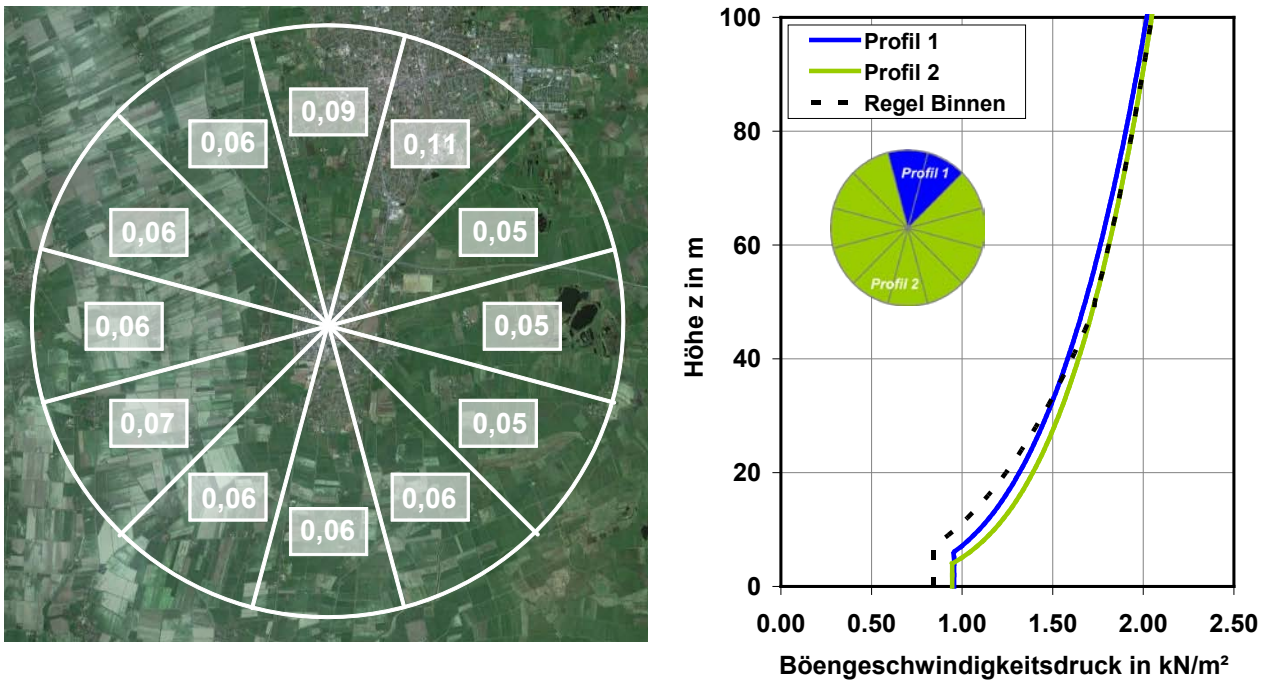 0,09
0,06
0,11
0,06
0,05
0,06
0,05
0,07
0,05
0,06
0,06
0,06
100
80
60
40
20
0
Höhe z in m
Profil 1
Profil 2
Regel Binnen
Profil 1
Profil 2
0.00 0.50 1.00 1.50 2.00 2.50
Böengeschwindigkeitsdruck in kN/m²